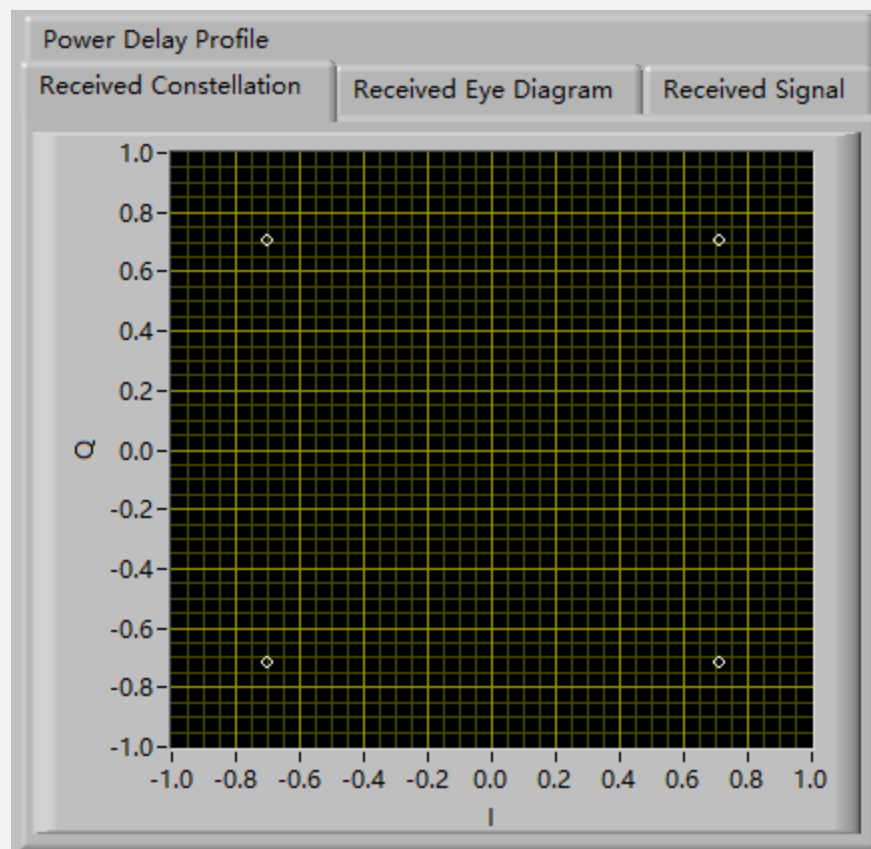 Power Delay Profile
Received Constellation Received Eye Diagram Received Signal
1.0
0.8
0.6
0.4
0.2
0.0
-0.2
-0.4
-0.6
-0.8
-1.0
Q
-1.0 -0.8 -0.6 -0.4 -0.2 0.0 0.2 0.4 0.6 0.8 1.0
I